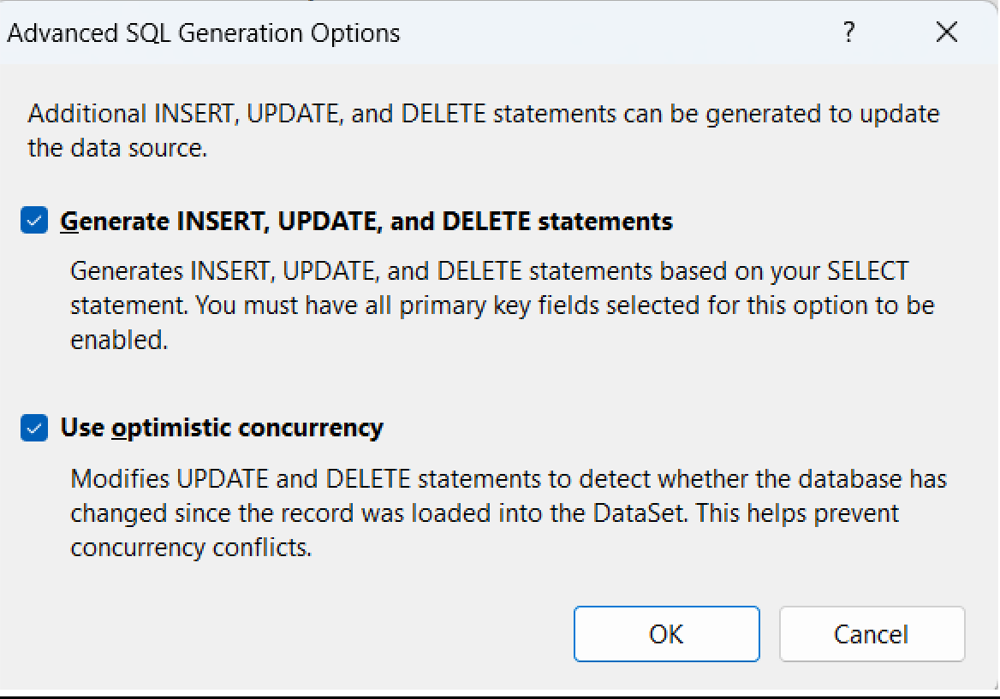 Advanced SQL Generation Options
?
Additional INSERT, UPDATE, and DELETE statements can be generated to update
the data source.
Generate INSERT, UPDATE, and DELETE statements
Generates INSERT, UPDATE, and DELETE statements based on your SELECT
statement. You must have all primary key fields selected for this option to be
enabled.
Use optimistic concurrency
Modifies UPDATE and DELETE statements to detect whether the database has
changed since the record was loaded into the DataSet. This helps prevent
concurrency conflicts.
OK
Cancel